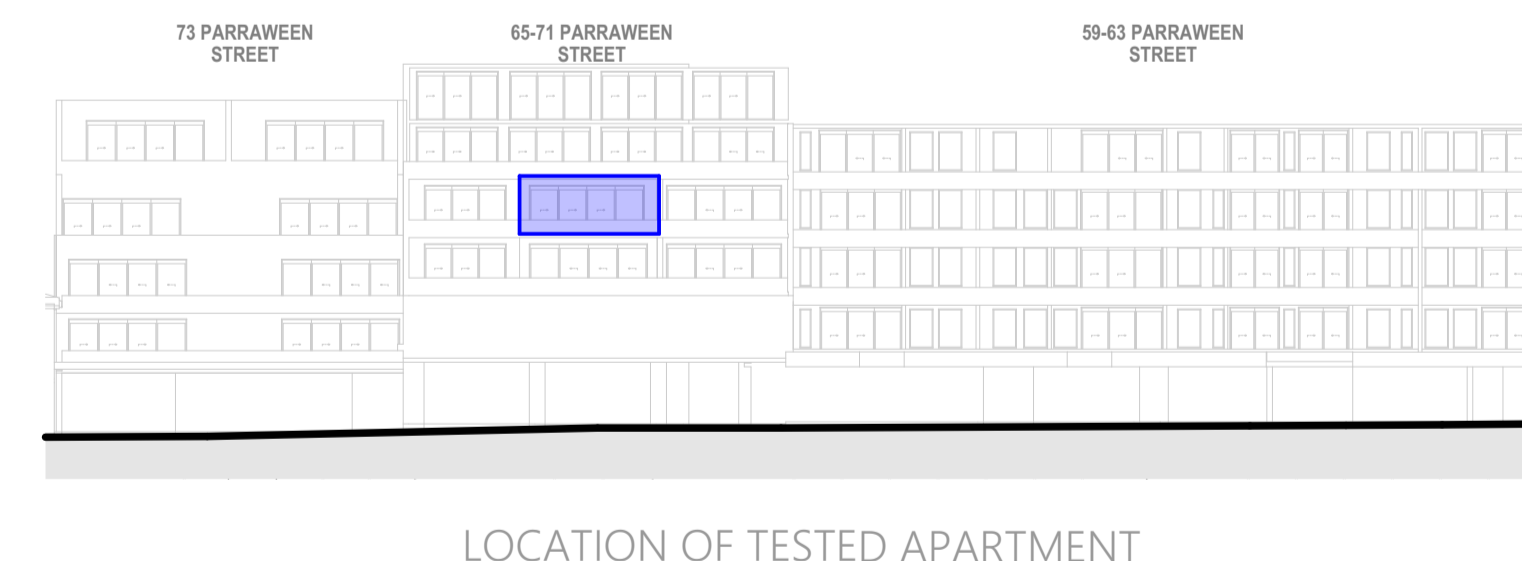 73 PARRAWEEN
STREET
65-71 PARRAWEEN
STREET
59-63 PARRAWEEN
STREET
LOCATION OF TESTED APARTMENT